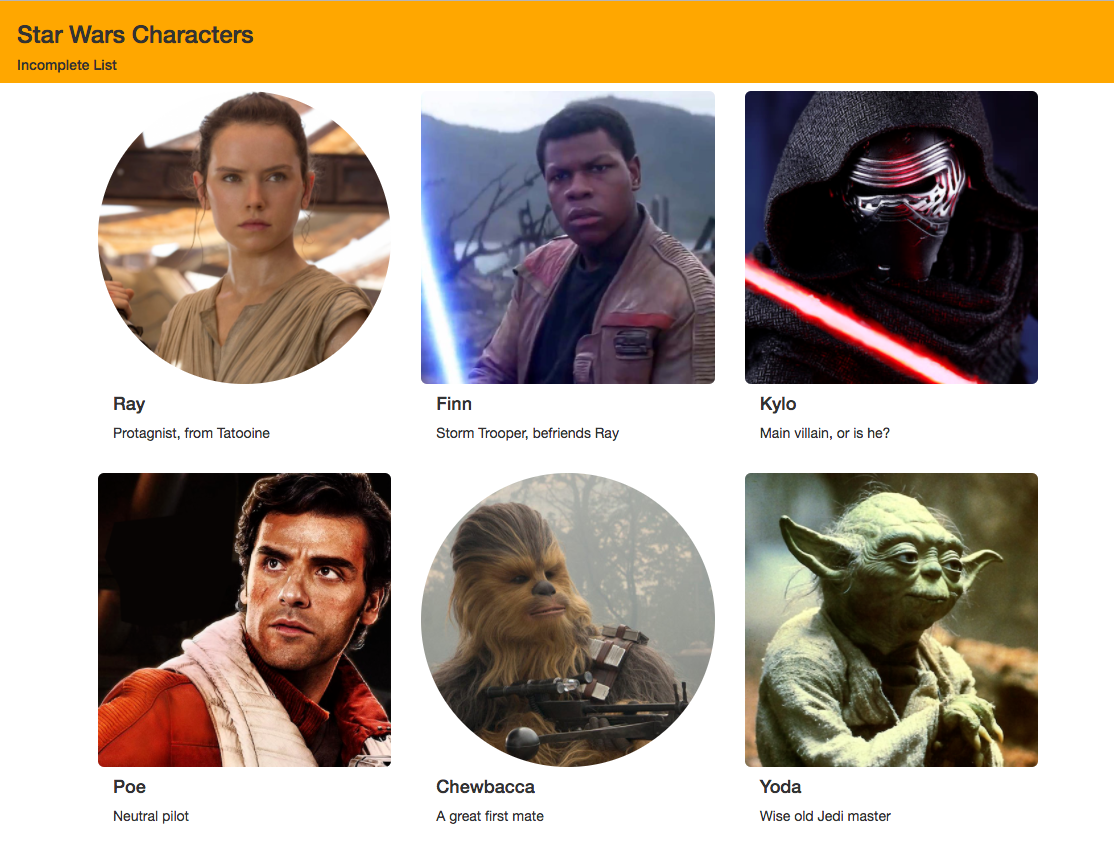 Star Wars Characters
Incomplete List
Ray
Protagnist, from Tatooine
Finn
Storm Trooper, befriends Ray
Kylo
Main villain, or is he?
Poe
Neutral pilot
Chewbacca
A great first mate
Yoda
Wise old Jedi master